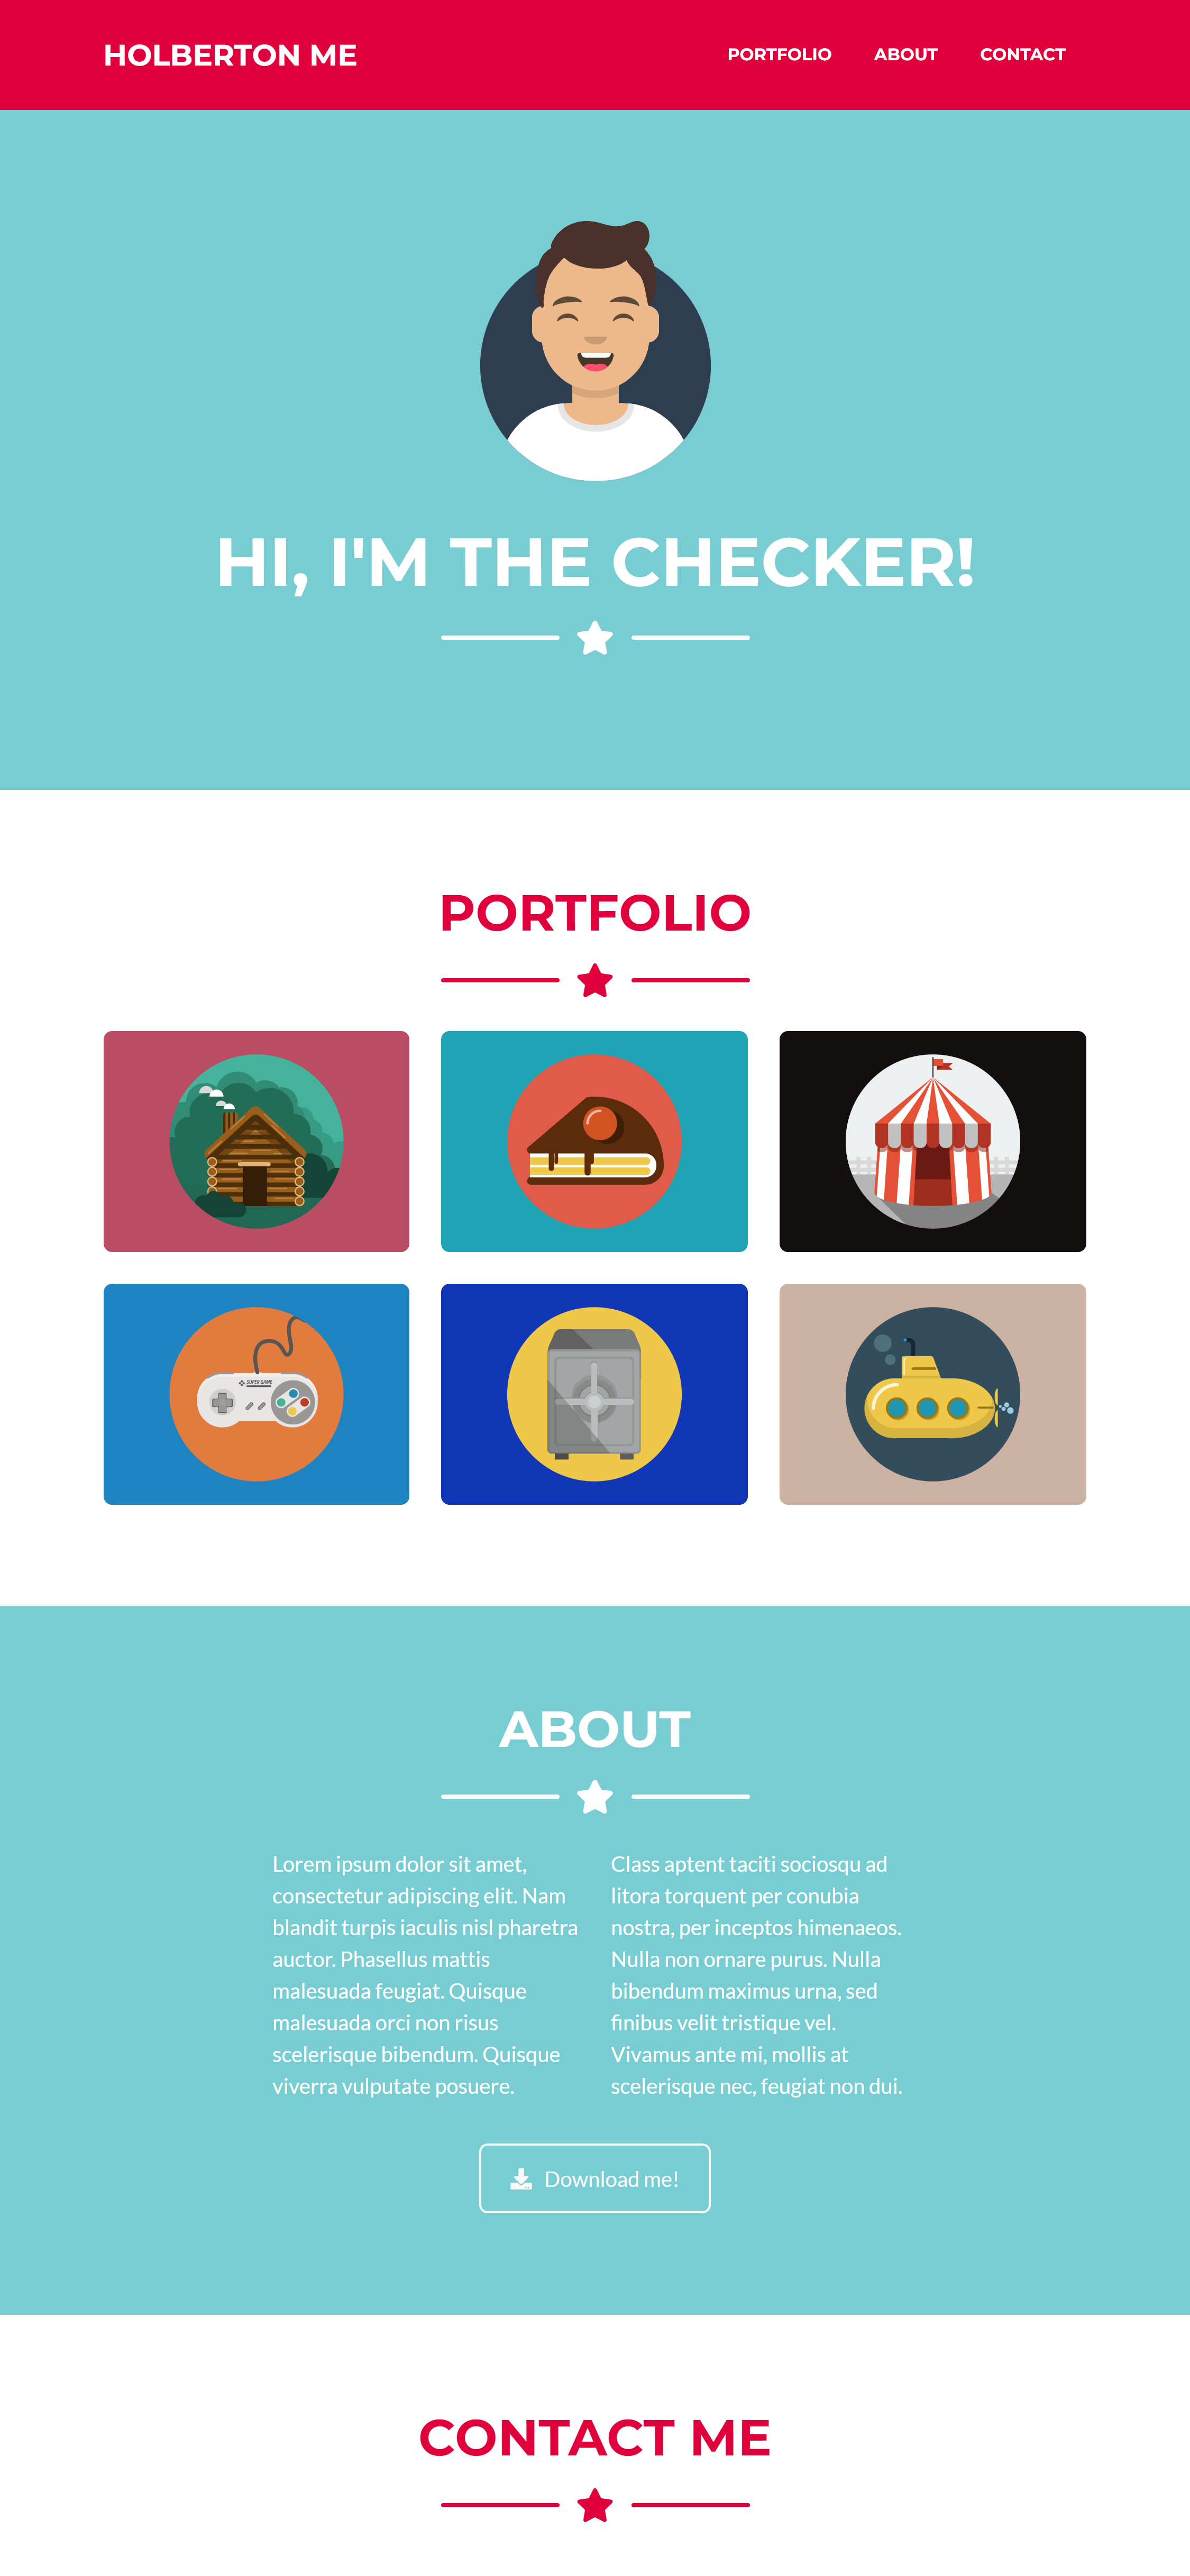 HOLBERTON ME
PORTFOLIO ABOUT CONTACT
HI, I'M THE CHECKER!
PORTFOLIO
SUPER GAME
ABOUT
Lorem ipsum dolor sit amet,
consectetur adipiscing elit. Nam
blandit turpis iaculis nisl pharetra
auctor. Phasellus mattis
malesuada feugiat. Quisque
malesuada orci non risus
scelerisque bibendum. Quisque
viverra vulputate posuere.
Class aptent taciti sociosqu ad
litora torquent per conubia
nostra, per inceptos himenaeos.
Nulla non ornare purus. Nulla
bibendum maximus urna, sed
finibus velit tristique vel.
Vivamus ante mi, mollis at
scelerisque nec, feugiat non dui.
Download me!
CONTACT ME